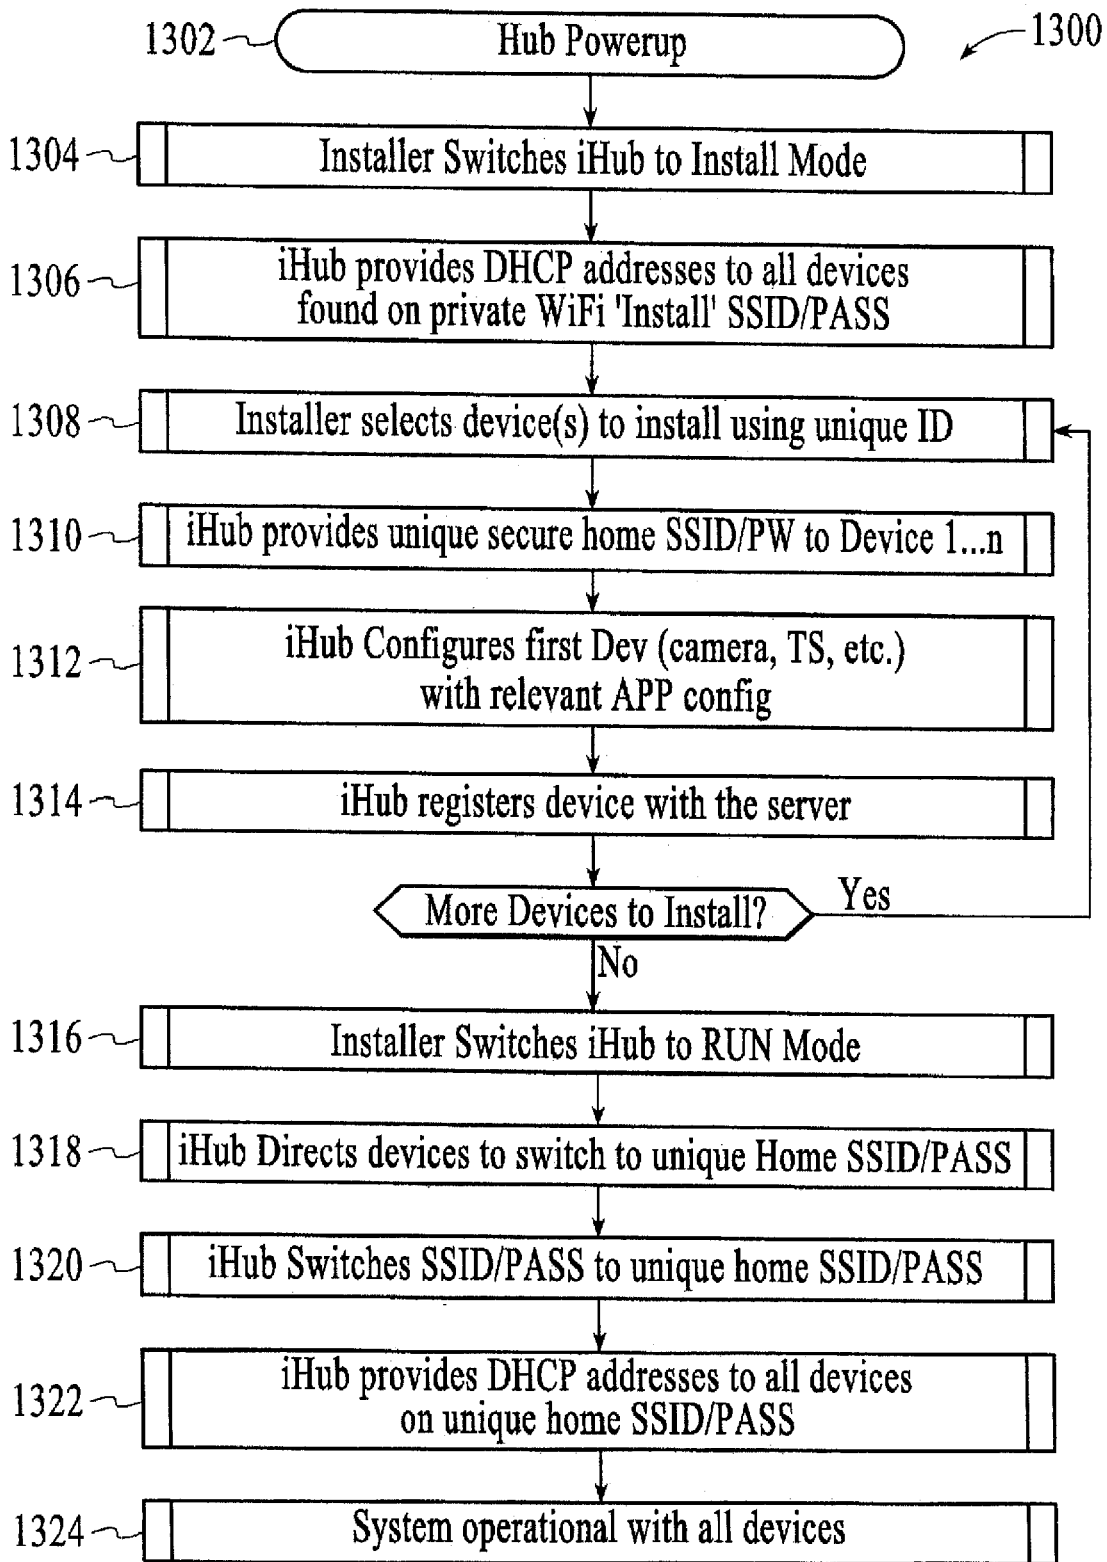 1302
Hub Powerup
1300
1304
Installer Switches iHub to Install Mode
1306
iHub provides DHCP addresses to all devices
found on private WiFi 'Install' SSID/PASS
1308
Installer selects device(s) to install using unique ID
1310
iHub provides unique secure home SSID/PW to Device 1...n
1312
iHub Configures first Dev (camera, TS, etc.)
with relevant APP config
1314
iHub registers device with the server
More Devices to Install?
Yes
No
1316
Installer Switches iHub to RUN Mode
1318
iHub Directs devices to switch to unique Home SSID/PASS
1320
iHub Switches SSID/PASS to unique home SSID/PASS
1322
iHub provides DHCP addresses to all devices
on unique home SSID/PASS
1324
System operational with all devices